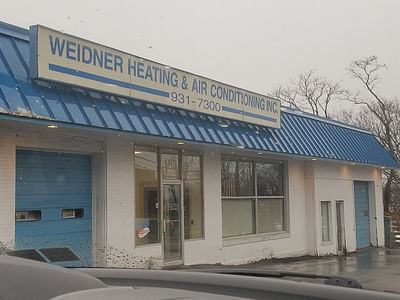 WEIDNER HEATING & AIR CONDITIONING INC.
931-7300